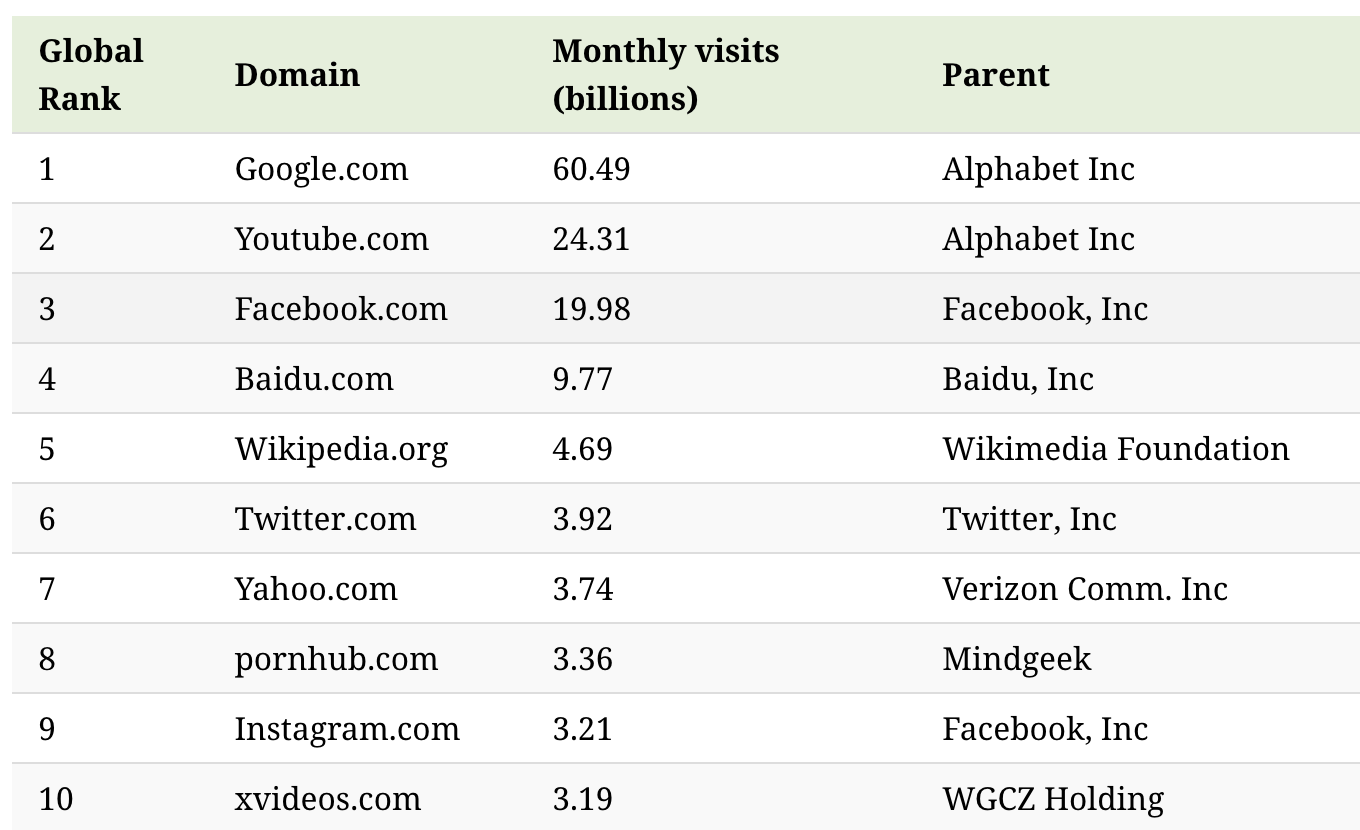 Global Rank Domain Monthly visits (billions) Parent
1 Google.com 60.49 Alphabet Inc
2 Youtube.com 24.31 Alphabet Inc
3 Facebook.com 19.98 Facebook, Inc
4 Baidu.com 9.77 Baidu, Inc
5 Wikipedia.org 4.69 Wikimedia Foundation
6 Twitter.com 3.92 Twitter, Inc
7 Yahoo.com 3.74 Verizon Comm. Inc
8 pornhub.com 3.36 Mindgeek
9 Instagram.com 3.21 Facebook, Inc
10 xvideos.com 3.19 WGCZ Holding